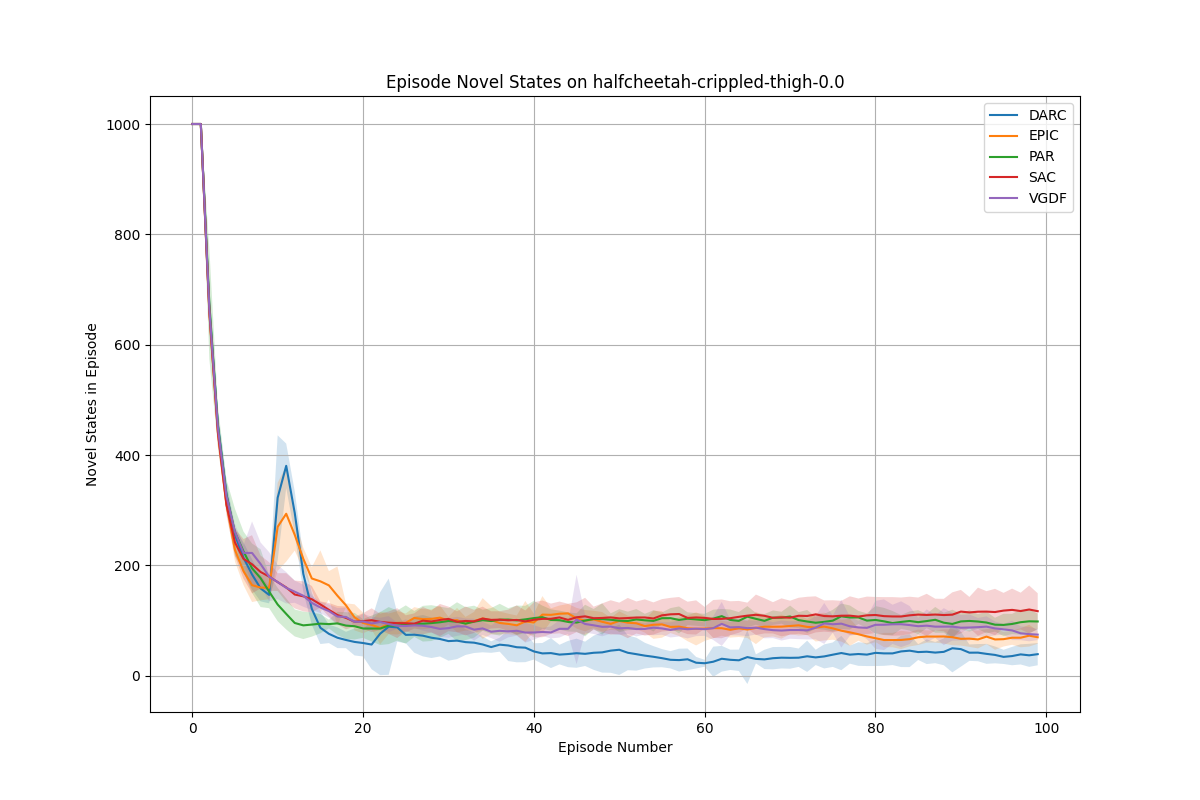 Episode Novel States on halfcheetah-crippled-thigh-0.0
DARC
EPIC
PAR
SAC
VGDF
1000
800
600
400
200
0
Novel States in Episode
0 20 40 60 80 100
Episode Number